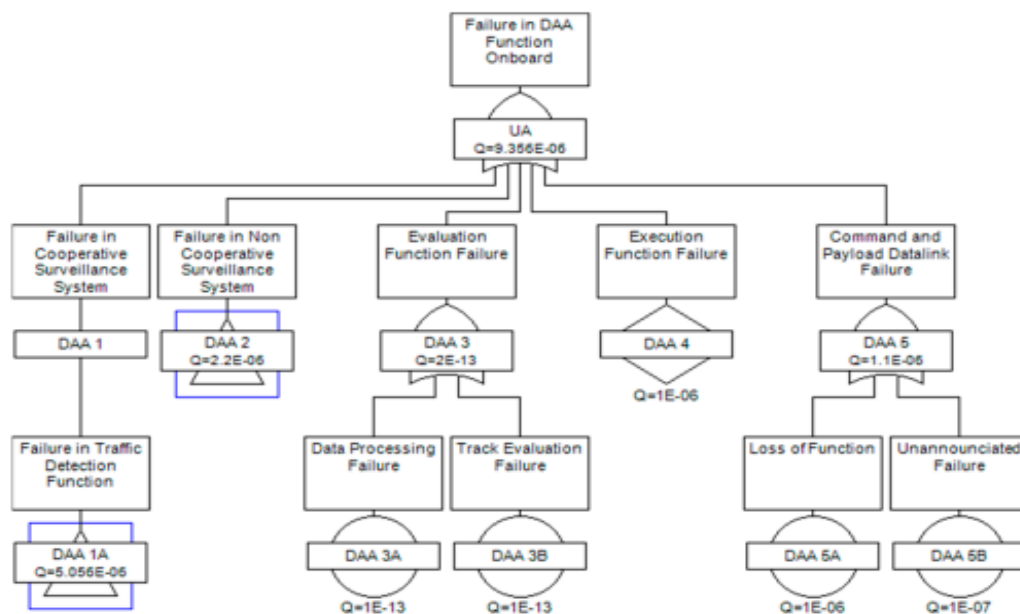 Failure in DAA
Function
Onboard
UA
Q=9.356E-06
Failure in
Cooperative
Surveillance
System
Failure in Non
Cooperative
Surveillance
System
Evaluation
Function Failure
Execution
Function Failure
Command and
Payload Datalink
Failure
DAA 1
DAA 2
Q=2.2E-06
DAA 3
Q=2E-13
DAA 4
Q=1E-06
DAA 5
Q=1.1E-06
Failure in Traffic
Detection
Function
Data Processing
Failure
Track Evaluation
Failure
Loss of Function
Unannounciated
Failure
DAA 1A
Q=5.056E-06
DAA 3A
Q=1E-13
DAA 3B
Q=1E-13
DAA 5A
Q=1E-06
DAA 5B
Q=1E-07